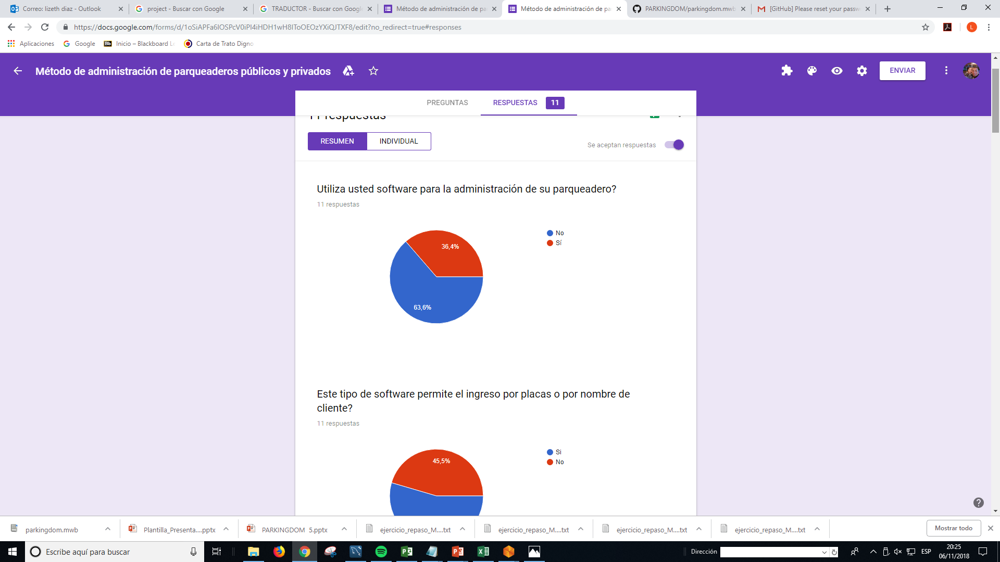 Correo: lizeth diaz - Outlook
project - Buscar con Google
TRADUCTOR - Buscar con Googl
Método de administración de pa
Método de administración de pa
PARKINGDOM/parkingdom.mwb
[GitHub] Please reset your passw
https://docs.google.com/forms/d/1oSiAPFa6IOSPcV0iPI4iHDH1wH8IToOEOzYXiQJTXF8/edit?no_redirect=true#responses
L
Aplicaciones
Google
Bb
Inicio – Blackboard Le
Carta de Trato Digno
Método de administración de parqueaderos públicos y privados
ENVIAR
PREGUNTAS
RESPUESTAS
11
11 respuestas
RESUMEN
INDIVIDUAL
Se aceptan respuestas
Utiliza usted software para la administración de su parqueadero?
11 respuestas
No
Sí
36,4%
63,6%
Este tipo de software permite el ingreso por placas o por nombre de
cliente?
11 respuestas
Si
No
45,5%
parkingdom.mwb
Plantilla_Presenta....pptx
PARKINGDOM 5.pptx
ejercicio_repaso_M....txt
ejercicio_repaso_M....txt
ejercicio_repaso_M....txt
ejercicio_repaso_M....txt
Mostrar todo
Escribe aquí para buscar
Dirección
ESP
20:25
06/11/2018